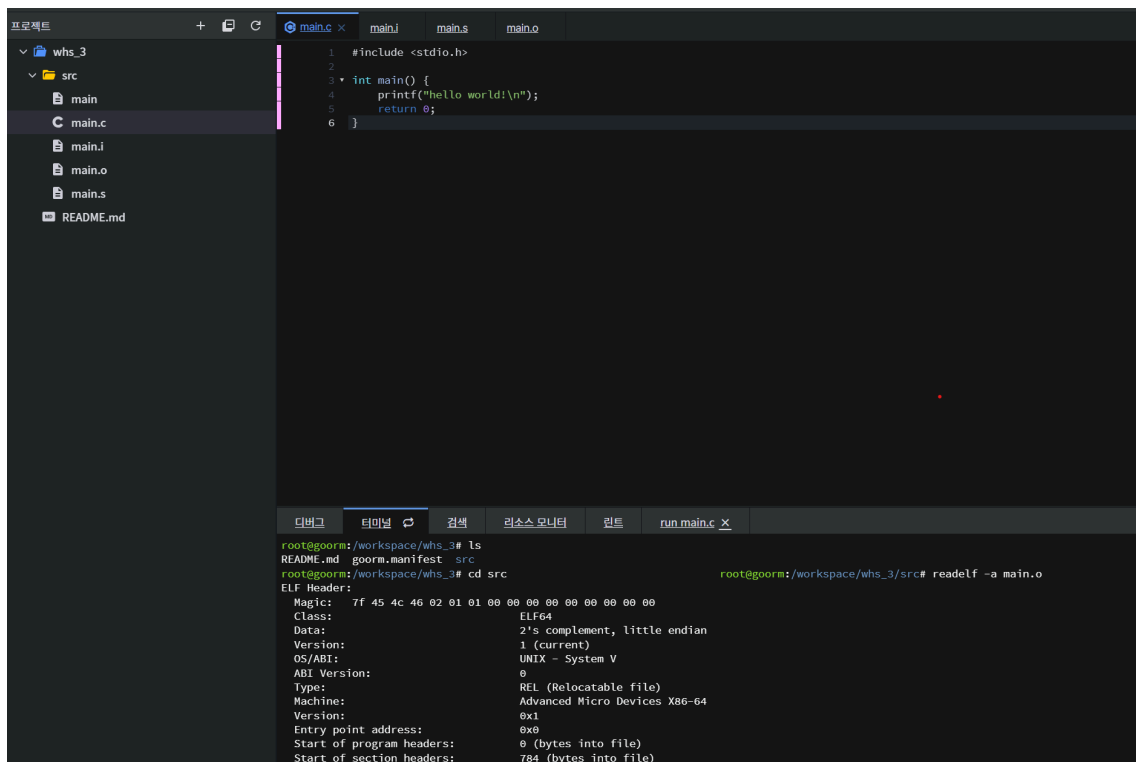 프로젝트
whs_3
src
main
main.c
main.i
main.o
main.s
README.md
main.c main.i main.s main.o
1 #include <stdio.h>
2
3 int main() {
4 printf("hello world!\n");
5 return 0;
6 }
디버그 터미널 검색 리소스 모니터 린트 run main.c
root@goorm:/workspace/whs_3# ls
README.md goorm.manifest src
root@goorm:/workspace/whs_3# cd src root@goorm:/workspace/whs_3/src# readelf -a main.o
ELF Header:
Magic: 7f 45 4c 46 02 01 01 00 00 00 00 00 00 00 00 00
Class: ELF64
Data: 2's complement, little endian
Version: 1 (current)
OS/ABI: UNIX - System V
ABI Version: 0
Type: REL (Relocatable file)
Machine: Advanced Micro Devices X86-64
Version: 0x1
Entry point address: 0x0
Start of program headers: 0 (bytes into file)
Start of section headers: 784 (bytes into file)